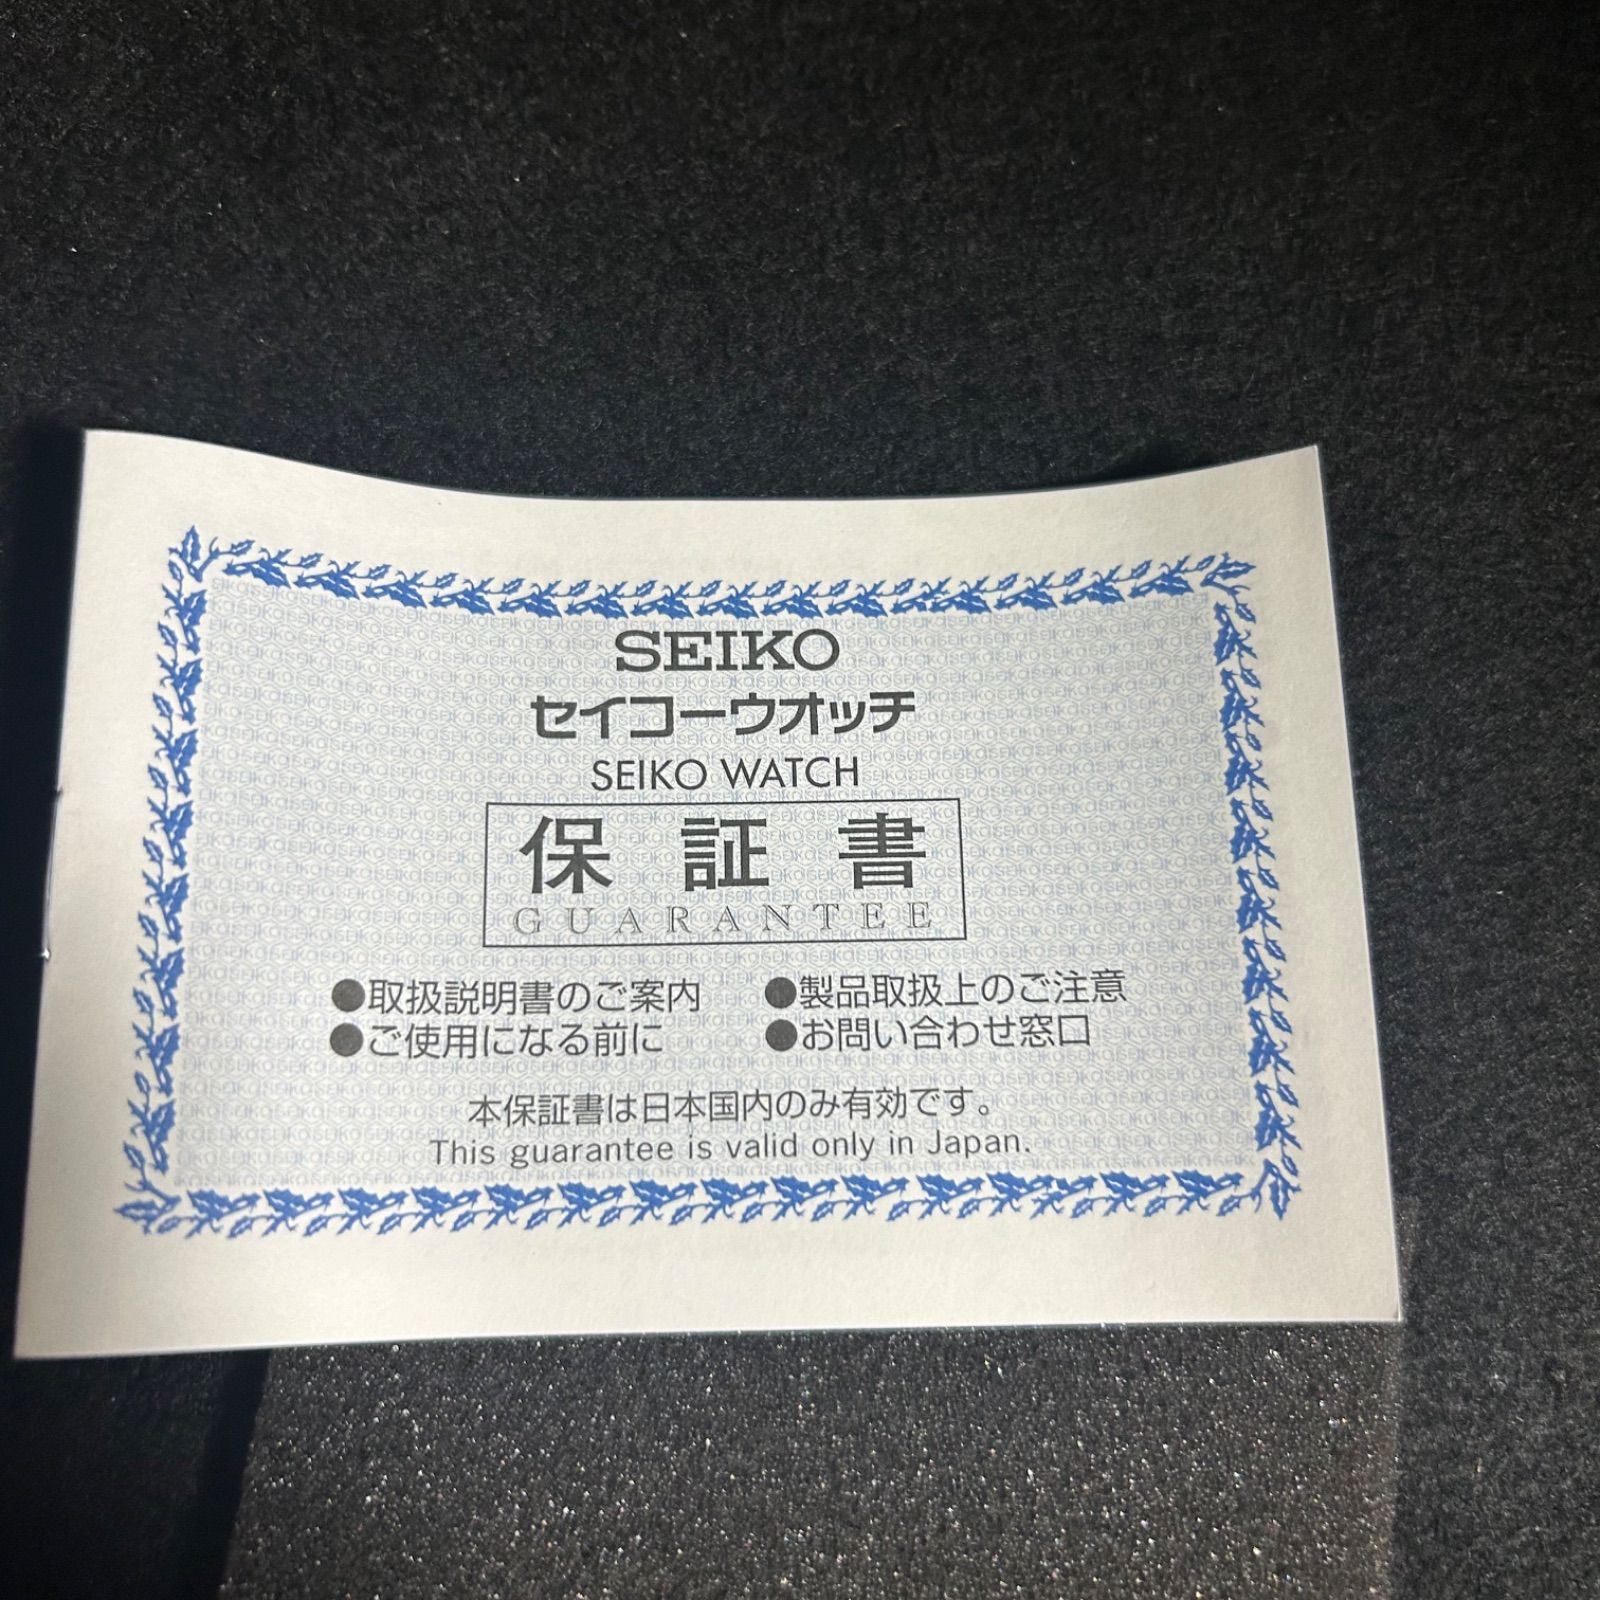 SEIKO
セイコーウオッチ
SEIKO WATCH
保証書
GUARANTEE
●取扱説明書のご案内 ●製品取扱上のご注意
●ご使用になる前に ●お問い合わせ窓口
本保証書は日本国内のみ有効です。
This guarantee is valid only in Japan.